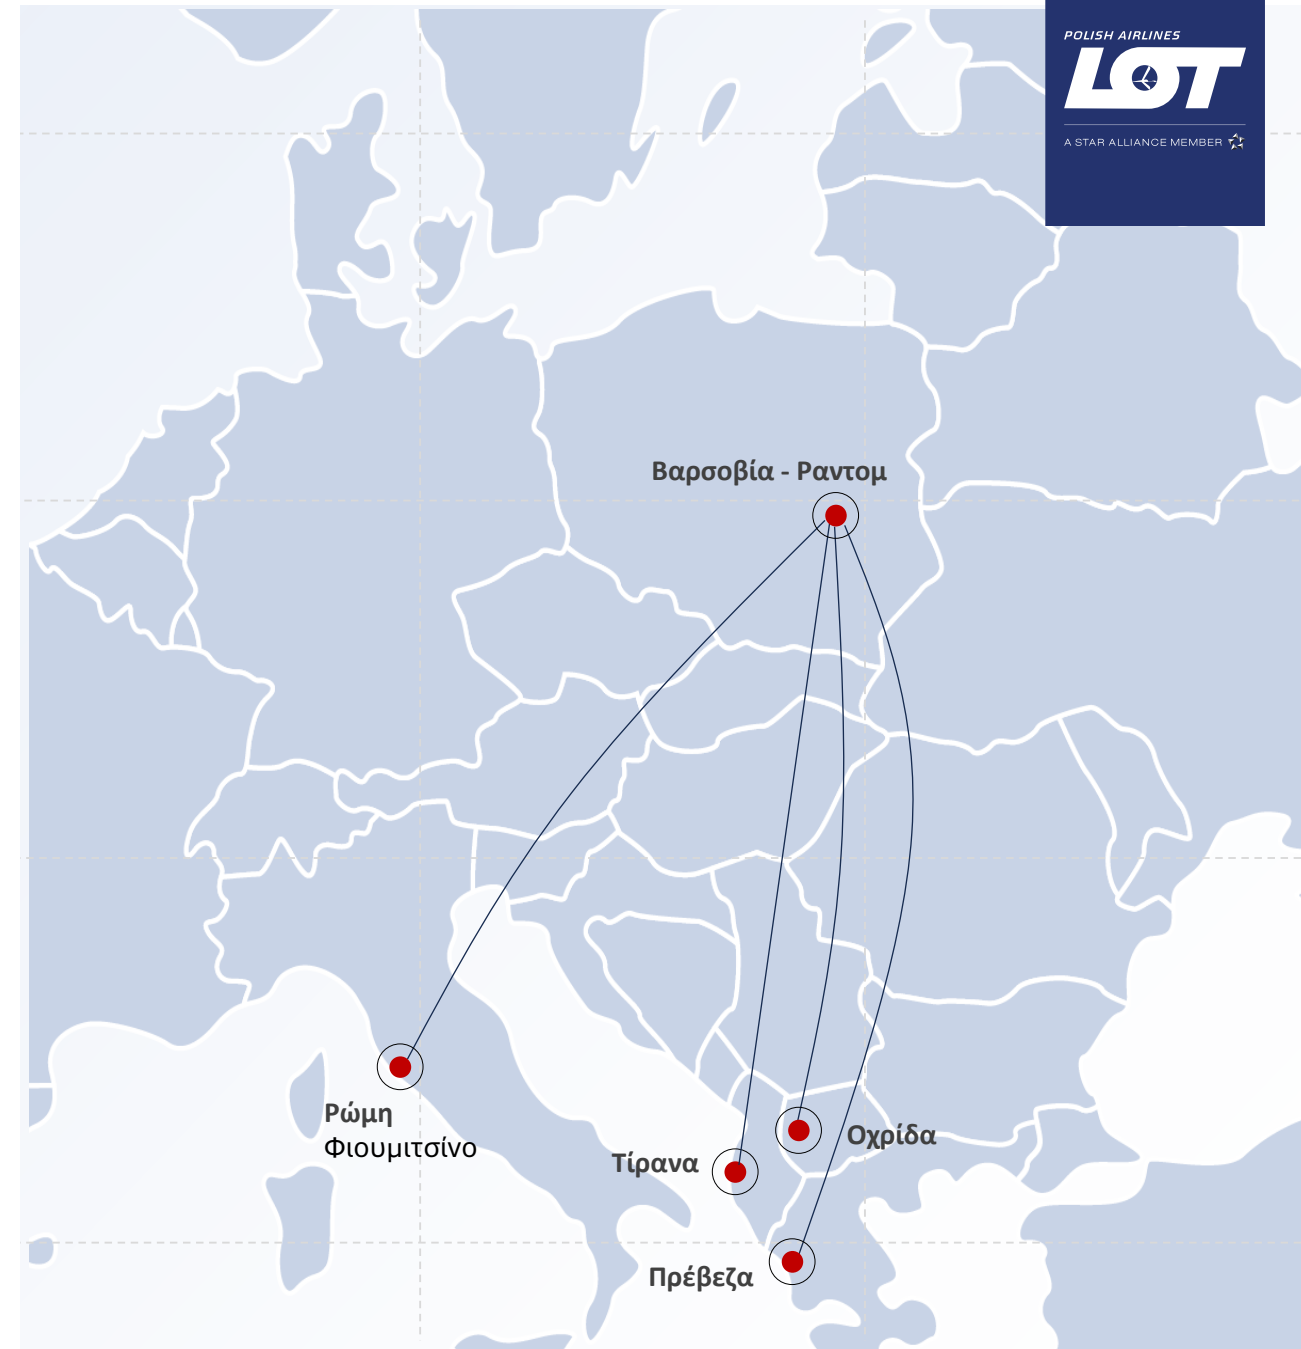 POLISH AIRLINES
LOT
A STAR ALLIANCE MEMBER
Βαρσοβία - Ραντομ
Ρώμη
Φιουμιτσίνο
Οχρίδα
Τίρανα
Πρέβεζα